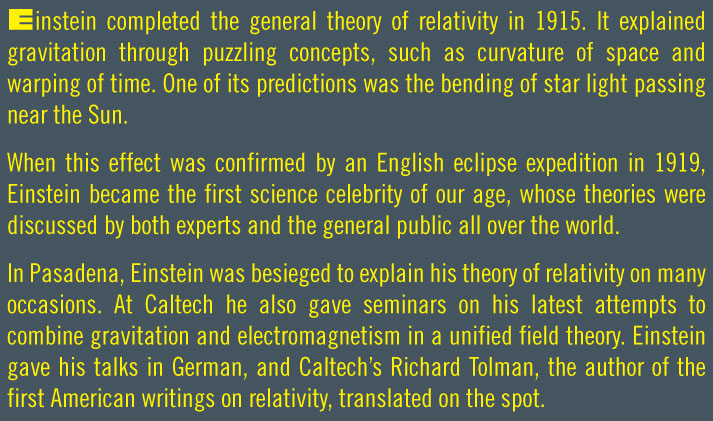 Einstein completed the general theory of relativity in 1915. It explained
gravitation through puzzling concepts, such as curvature of space and
warping of time. One of its predictions was the bending of star light passing
near the Sun.
When this effect was confirmed by an English eclipse expedition in 1919,
Einstein became the first science celebrity of our age, whose theories were
discussed by both experts and the general public all over the world.
In Pasadena, Einstein was besieged to explain his theory of relativity on many
occasions. At Caltech he also gave seminars on his latest attempts to
combine gravitation and electromagnetism in a unified field theory. Einstein
gave his talks in German, and Caltech’s Richard Tolman, the author of the
first American writings on relativity, translated on the spot.